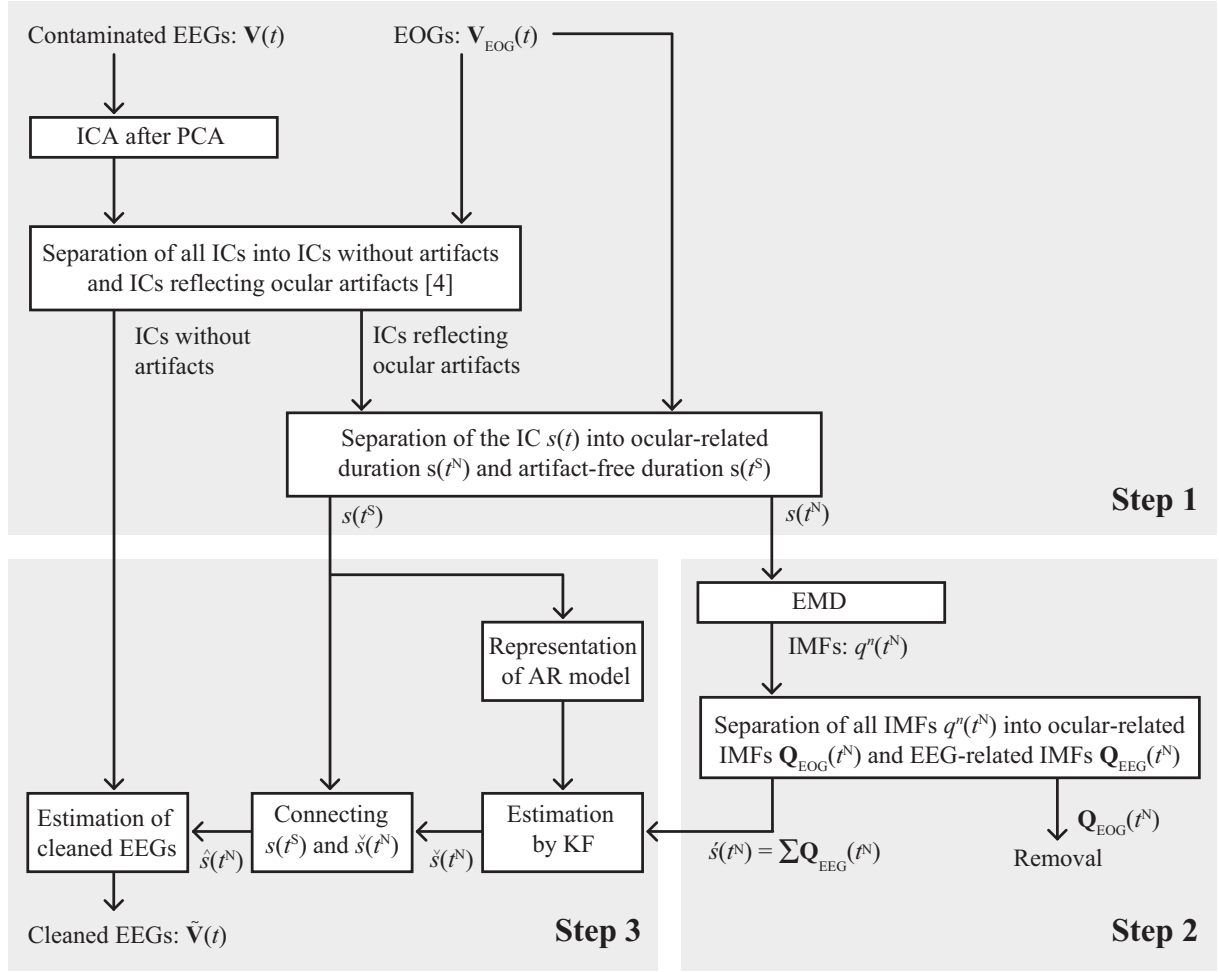 Contaminated EEGs: V(t)
EOGs: V_EOG(t)
ICA after PCA
Separation of all ICs into ICs without artifacts
and ICs reflecting ocular artifacts [4]
ICs without
artifacts
ICs reflecting
ocular artifacts
Separation of the IC s(t) into ocular-related
duration s(t^N) and artifact-free duration s(t^S)
Step 1
s(t^S)
s(t^N)
EMD
IMFs: q^n(t^N)
Separation of all IMFs q^n(t^N) into ocular-related
IMFs Q_EOG(t^N) and EEG-related IMFs Q_EEG(t^N)
Q_EOG(t^N)
Removal
ś(t^N) = ∑Q_EEG(t^N)
Step 2
Representation
of AR model
Estimation
by KF
š(t^N)
Connecting
s(t^S) and š(t^N)
ŝ(t^N)
Estimation of
cleaned EEGs
Cleaned EEGs: Ṽ(t)
Step 3